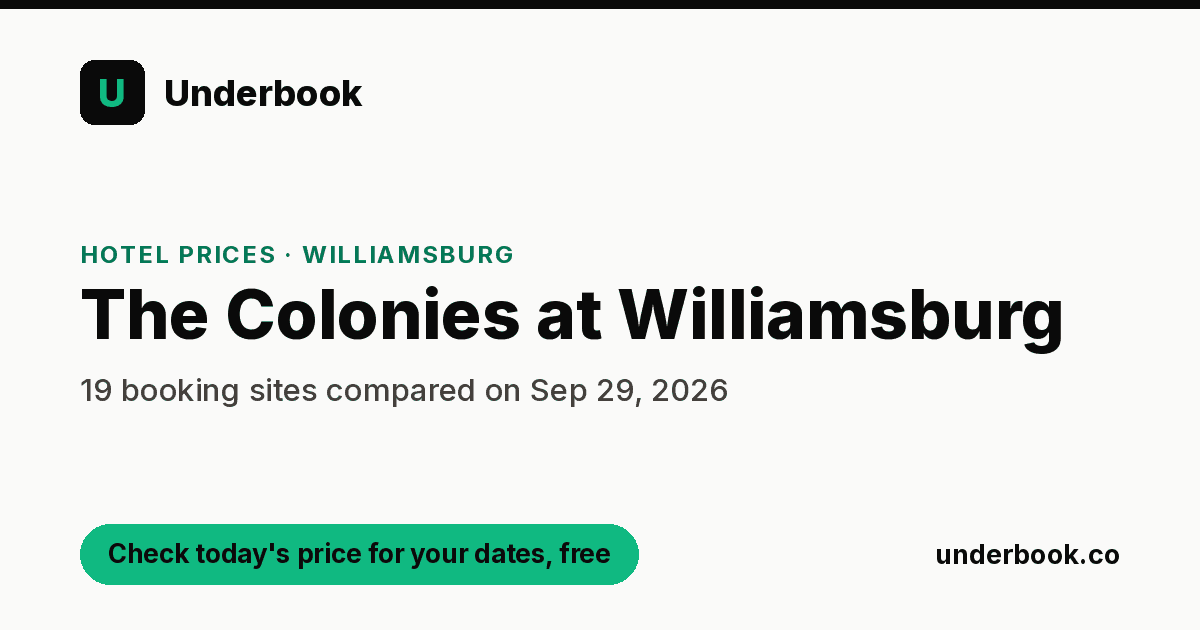 U Underbook
HOTEL PRICES · WILLIAMSBURG
The Colonies at Williamsburg
19 booking sites compared on Sep 29, 2026
Check today's price for your dates, free
underbook.co